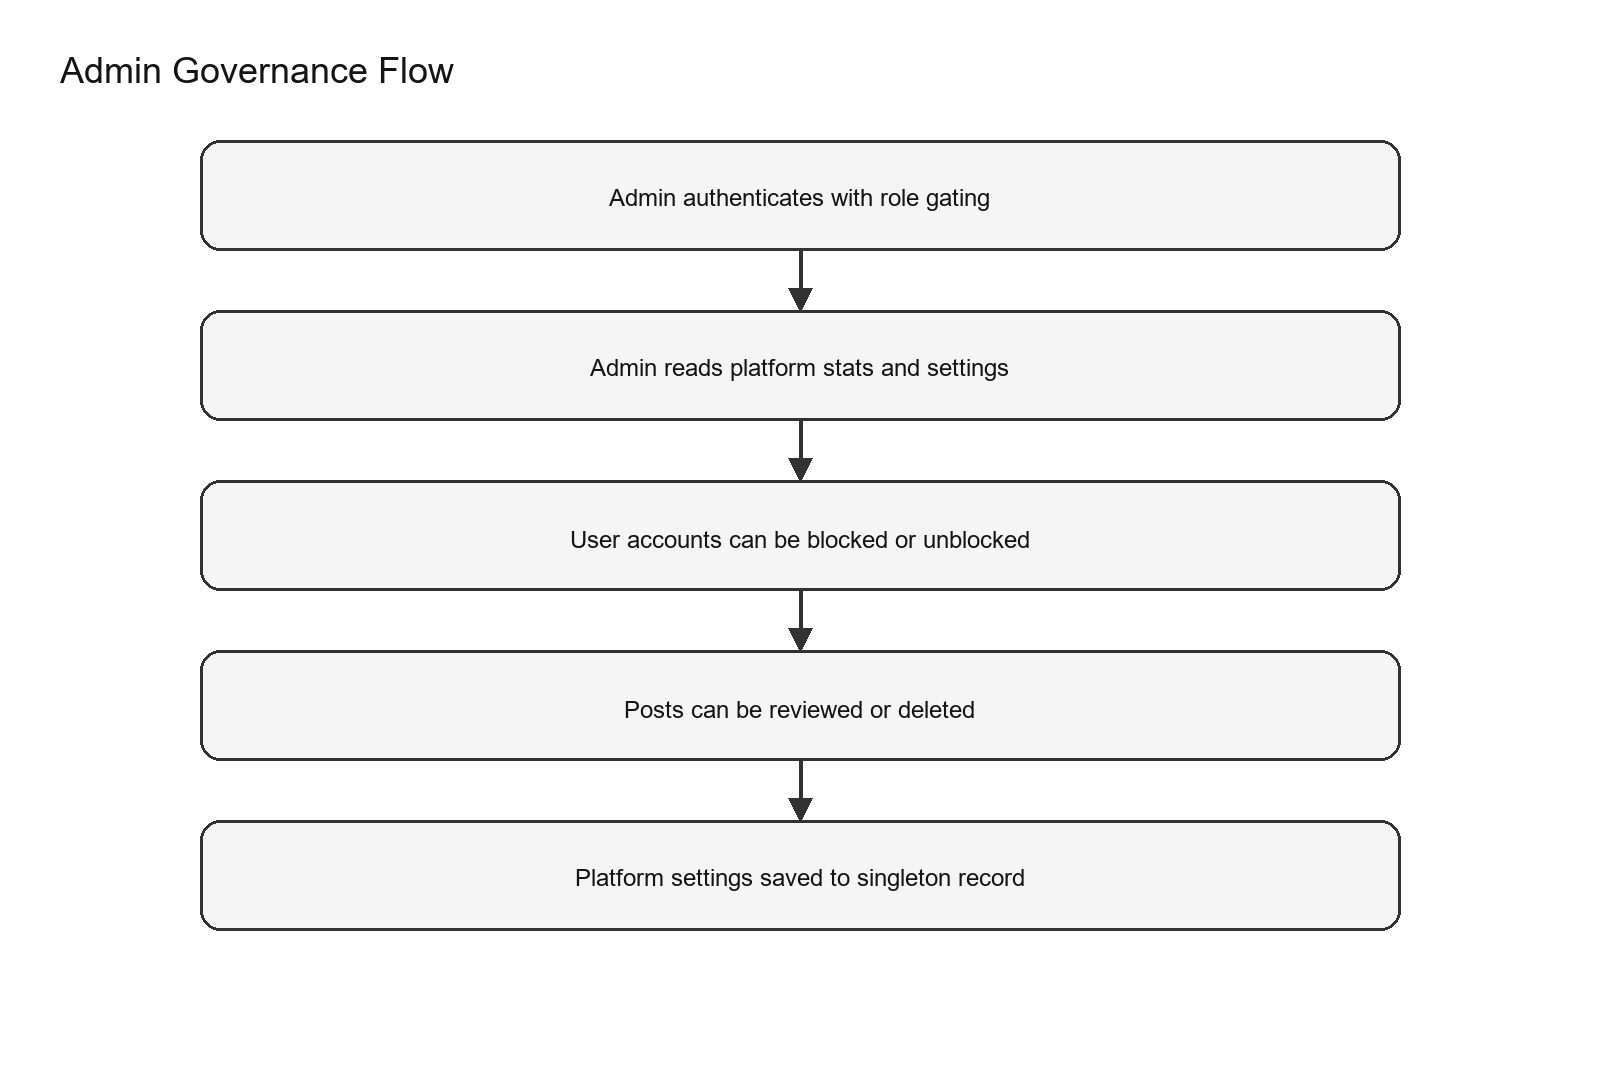 Admin Governance Flow
Admin authenticates with role gating
Admin reads platform stats and settings
User accounts can be blocked or unblocked
Posts can be reviewed or deleted
Platform settings saved to singleton record